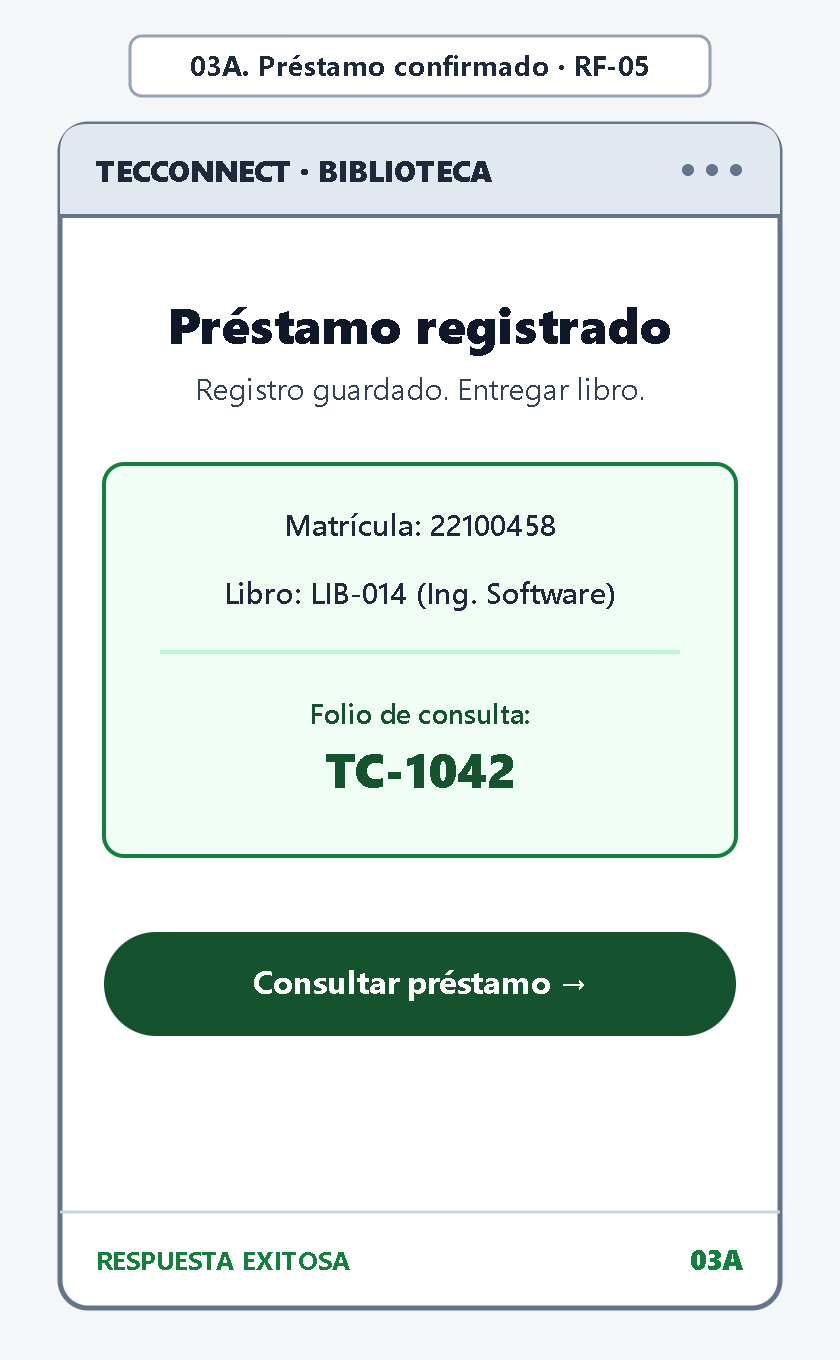 03A. Préstamo confirmado · RF-05
TECCONNECT · BIBLIOTECA
Préstamo registrado
Registro guardado. Entregar libro.
Matrícula: 22100458
Libro: LIB-014 (Ing. Software)
Folio de consulta:
TC-1042
Consultar préstamo →
RESPUESTA EXITOSA
03A